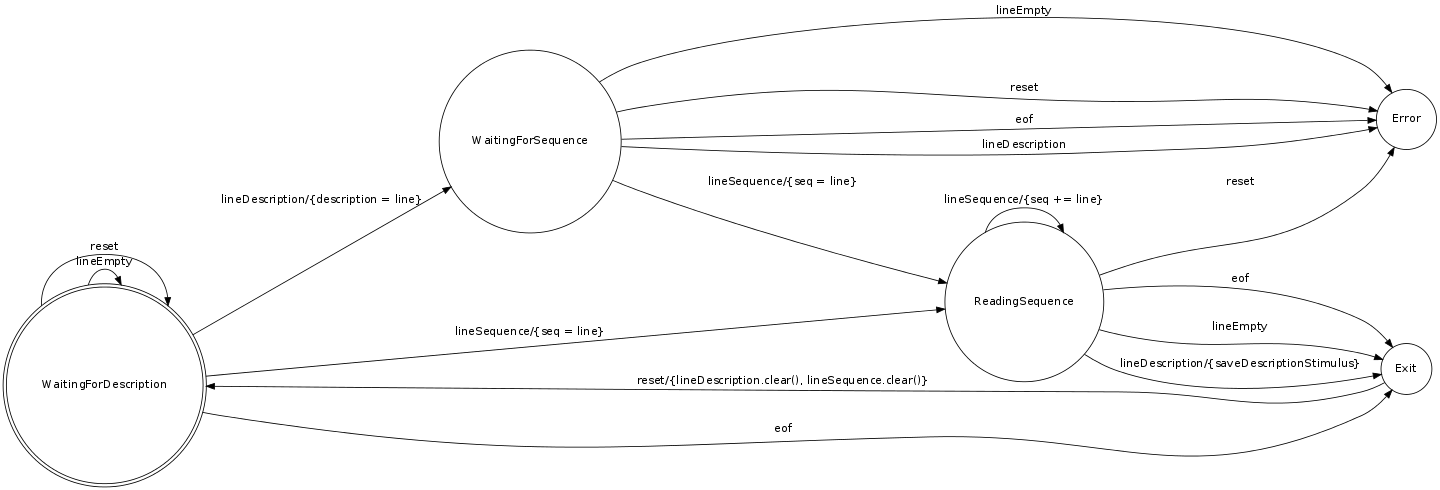 lineEmpty
reset
eof
lineDescription
Error
WaitingForSequence
lineSequence/{seq = line}
reset
lineDescription/{description = line}
lineSequence/{seq += line}
reset
lineEmpty
ReadingSequence
eof
lineEmpty
lineSequence/{seq = line}
lineDescription/{saveDescriptionStimulus}
Exit
WaitingForDescription
reset/{lineDescription.clear(), lineSequence.clear()}
eof